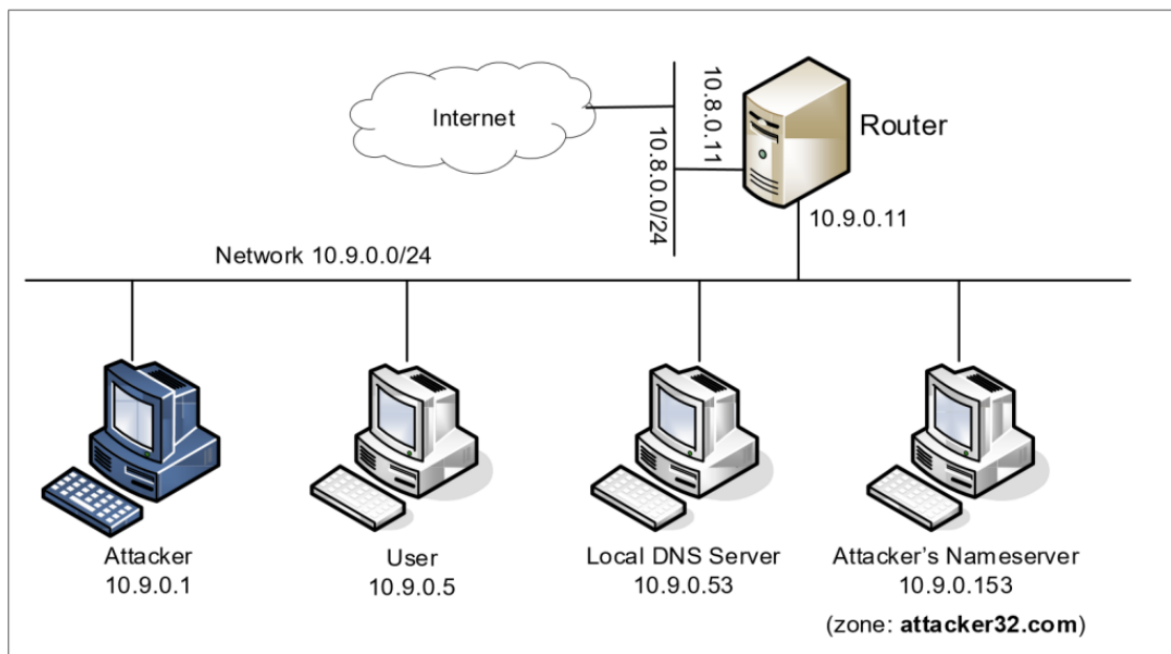 Internet
10.8.0.11
10.8.0.0/24
Router
10.9.0.11
Network 10.9.0.0/24
Attacker
10.9.0.1
User
10.9.0.5
Local DNS Server
10.9.0.53
Attacker's Nameserver
10.9.0.153
(zone: attacker32.com)